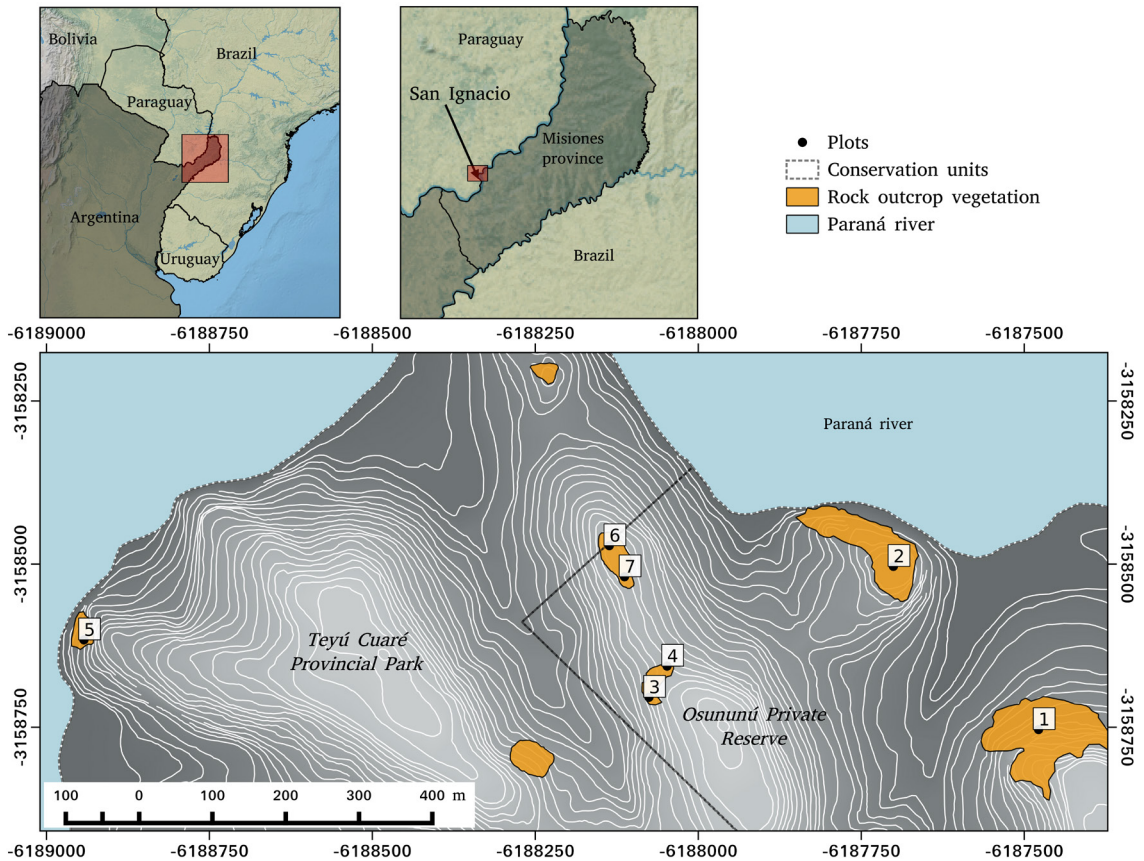 Bolivia
Brazil
Paraguay
Argentina
Uruguay
Paraguay
San Ignacio
Misiones
province
Brazil
Plots
Conservation units
Rock outcrop vegetation
Paraná river
-6189000 -6188750 -6188500 -6188250 -6188000 -6187750 -6187500
-3158250
-3158250
Paraná river
6
7
2
-3158500
-3158500
5
Teyú Cuaré
Provincial Park
4
3
Osununú Private
Reserve
1
-3158750
-3158750
100 0 100 200 300 400 m
-6189000 -6188750 -6188500 -6188250 -6188000 -6187750 -6187500